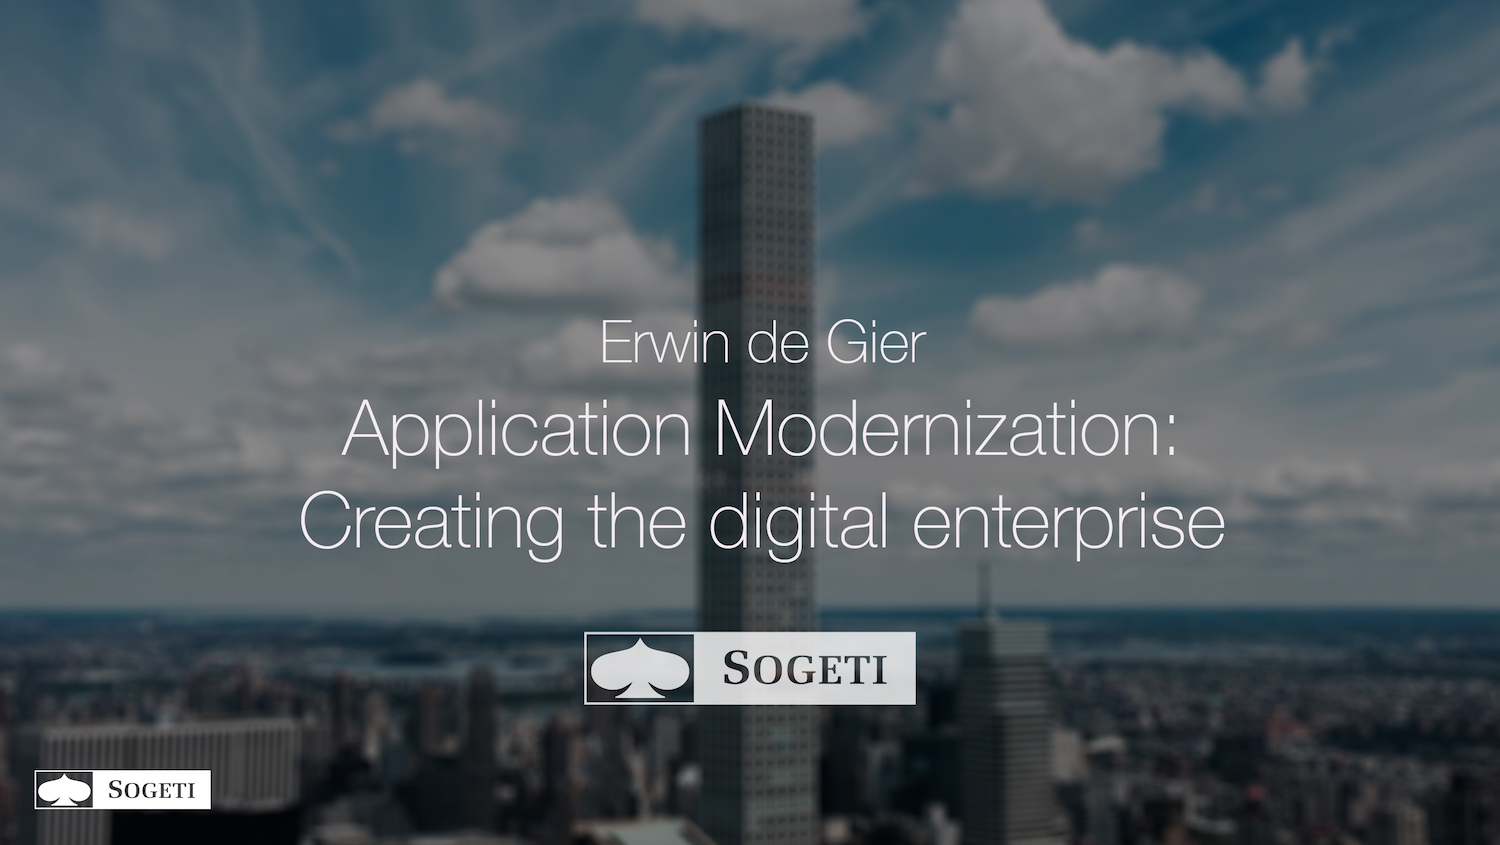 Erwin de Gier
Application Modernization:
Creating the digital enterprise
SOGETI
SOGETI